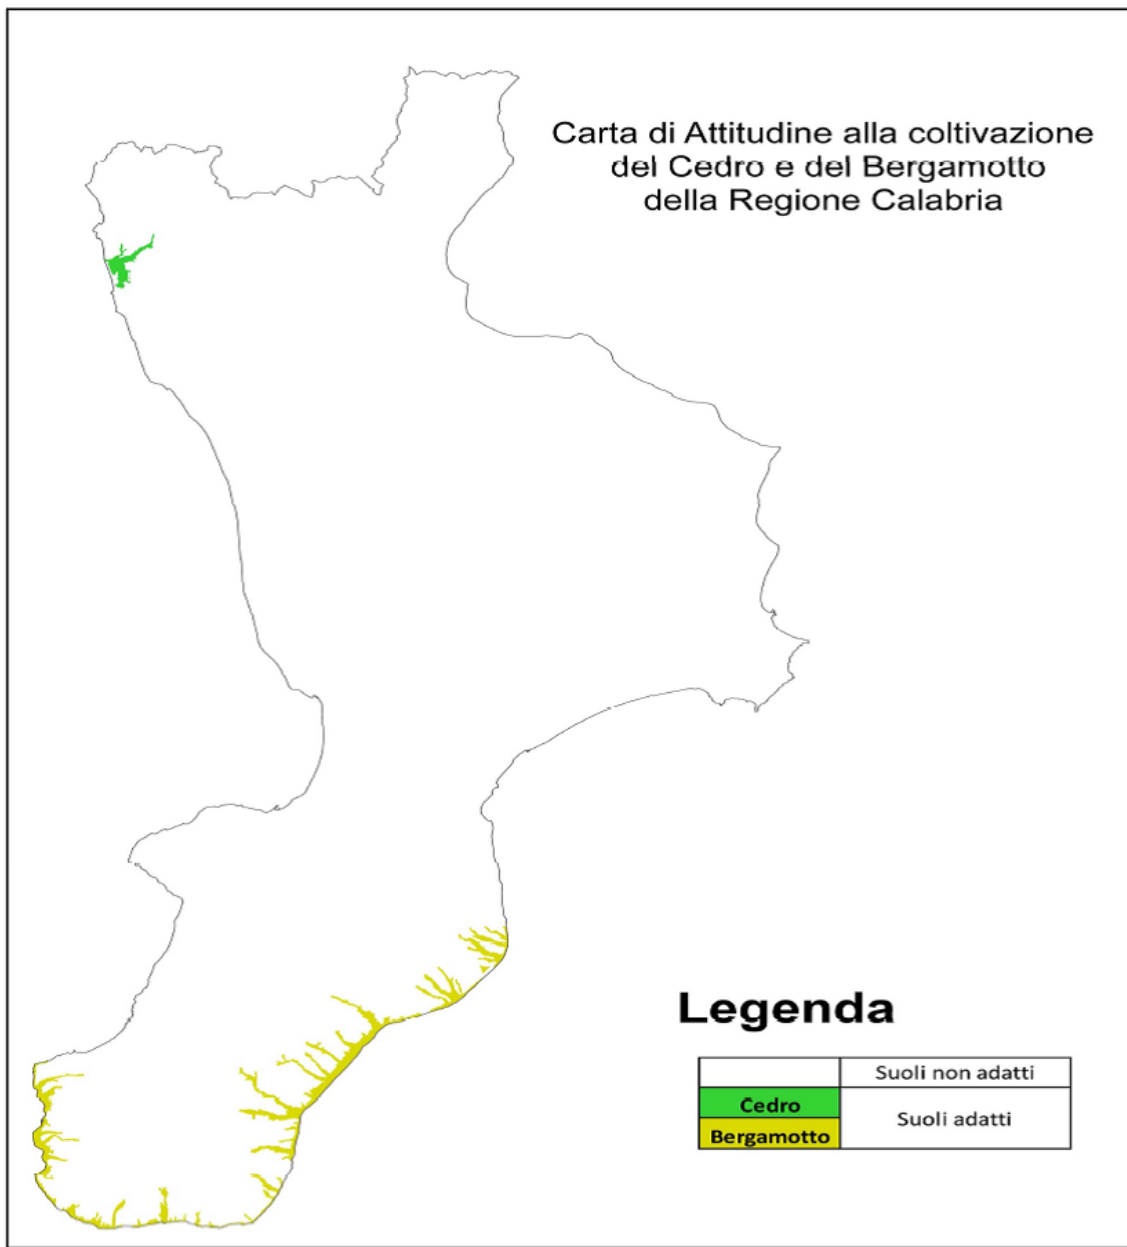 Carta di Attitudine alla coltivazione
del Cedro e del Bergamotto
della Regione Calabria
Legenda
Suoli non adatti
Cedro
Suoli adatti
Bergamotto